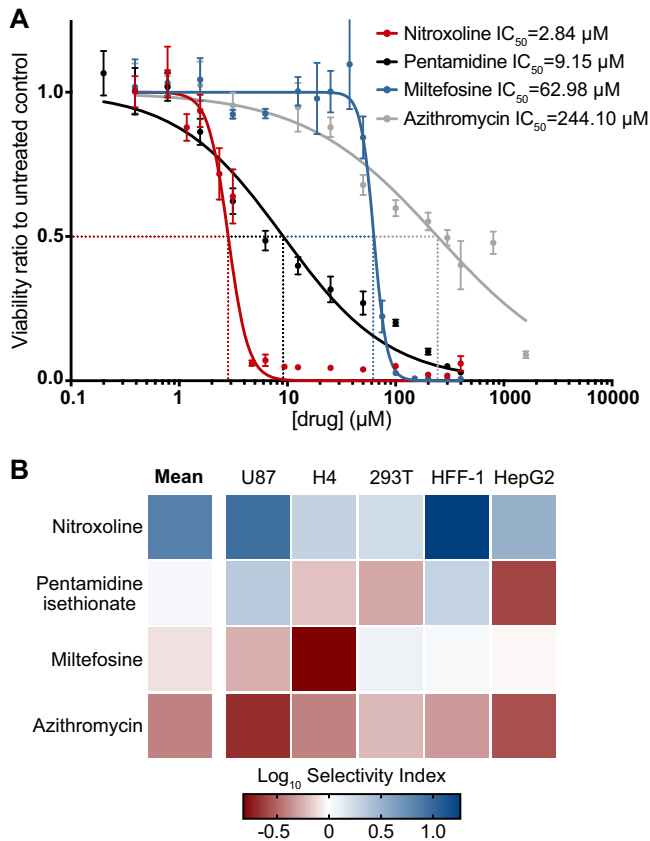 A
Nitroxoline IC50=2.84 µM
Pentamidine IC50=9.15 µM
Miltefosine IC50=62.98 µM
Azithromycin IC50=244.10 µM
Viability ratio to untreated control
1.0
0.5
0.0
0.1 1 10 100 1000 10000
[drug] (µM)
B
Mean U87 H4 293T HFF-1 HepG2
Nitroxoline
Pentamidine
isethionate
Miltefosine
Azithromycin
Log10 Selectivity Index
-0.5 0 0.5 1.0